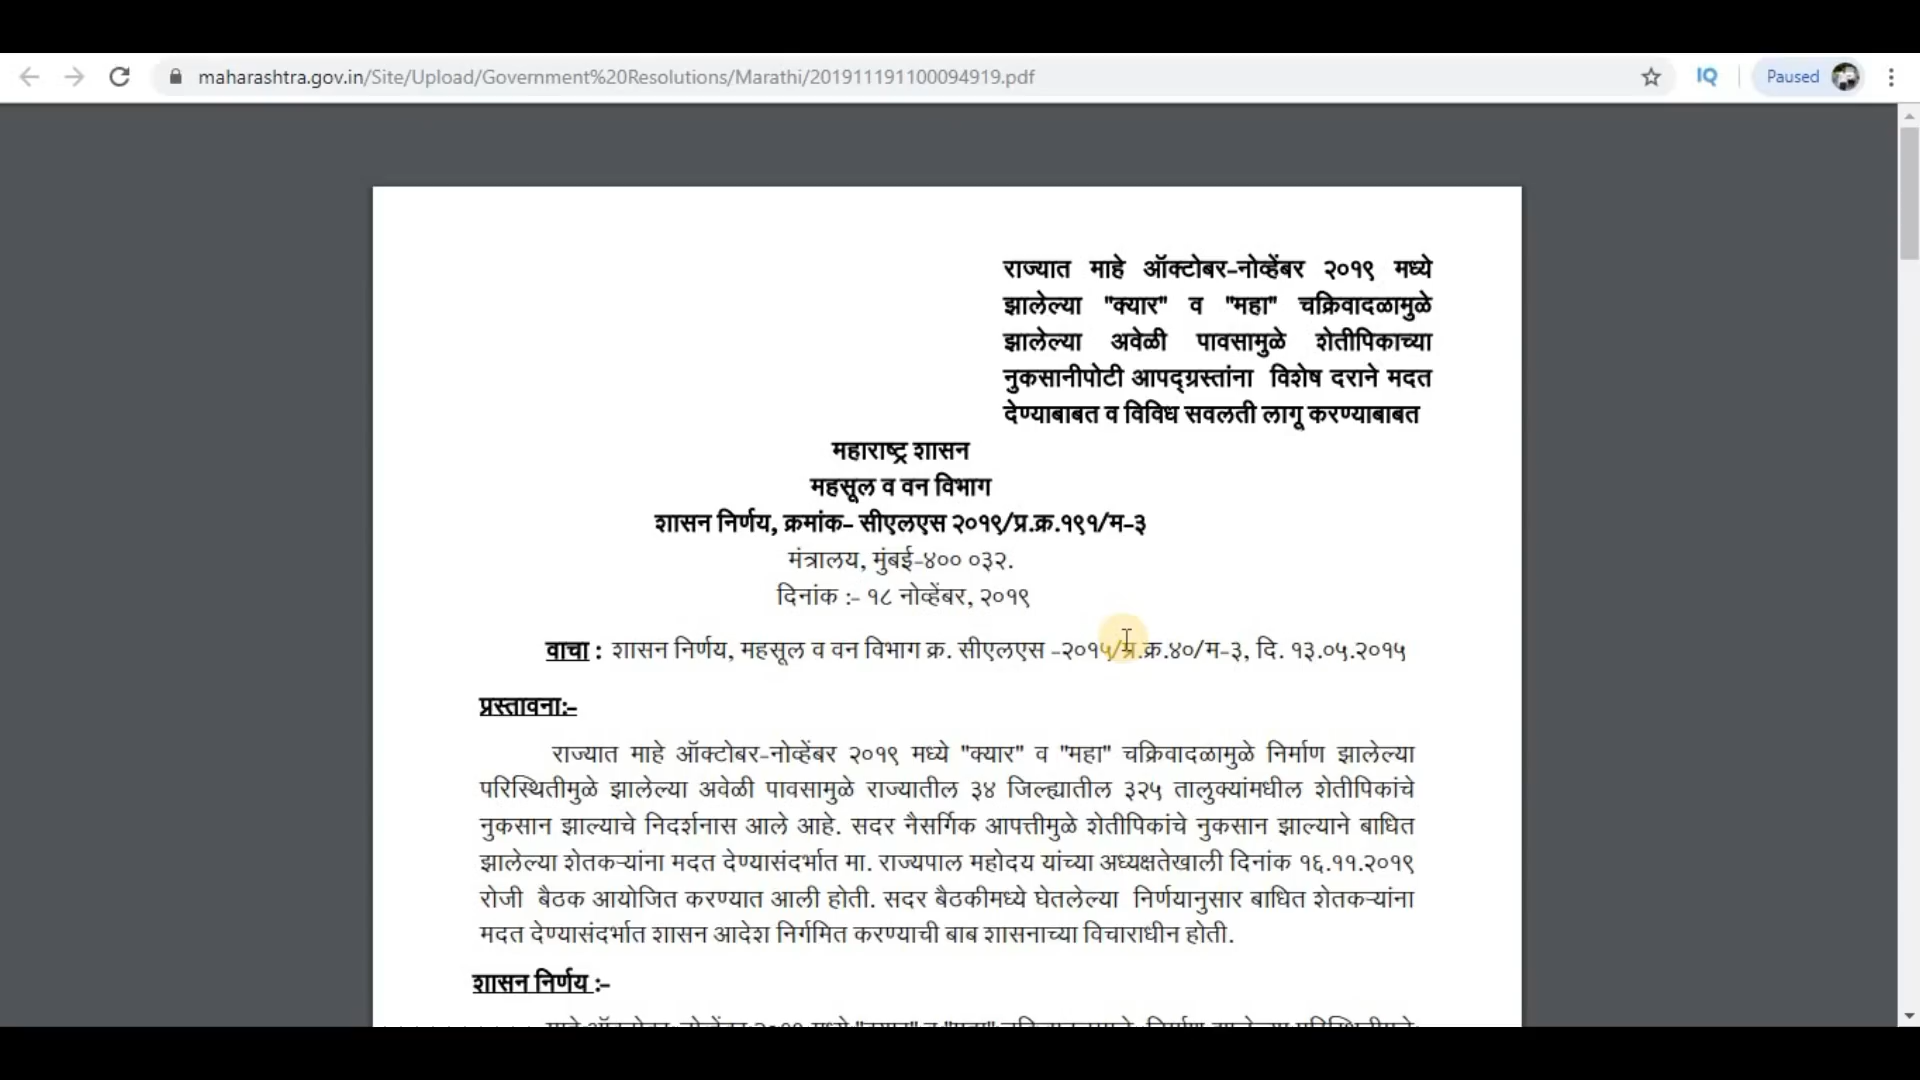 maharashtra.gov.in/Site/Upload/Government%20Resolutions/Marathi/201911191100094919.pdf
IQ
Paused
राज्यात माहे ऑक्टोबर-नोव्हेंबर २०१९ मध्ये
झालेल्या "क्यार" व "महा" चक्रिवादळामुळे
झालेल्या अवेळी पावसामुळे शेतीपिकाच्या
नुकसानीपोटी आपद्ग्रस्तांना विशेष दराने मदत
देण्याबाबत व विविध सवलती लागू करण्याबाबत
महाराष्ट्र शासन
महसूल व वन विभाग
शासन निर्णय, क्रमांक- सीएलएस २०१९/प्र.क्र.१९१/म-३
मंत्रालय, मुंबई-४०० ०३२.
दिनांक :- १८ नोव्हेंबर, २०१९
वाचा : शासन निर्णय, महसूल व वन विभाग क्र. सीएलएस -२०१५/प्र.क्र.४०/म-३, दि. १३.०५.२०१५
प्रस्तावना:-
राज्यात माहे ऑक्टोबर-नोव्हेंबर २०१९ मध्ये "क्यार" व "महा" चक्रिवादळामुळे निर्माण झालेल्या
परिस्थितीमुळे झालेल्या अवेळी पावसामुळे राज्यातील ३४ जिल्ह्यातील ३२५ तालुक्यांमधील शेतीपिकांचे
नुकसान झाल्याचे निदर्शनास आले आहे. सदर नैसर्गिक आपत्तीमुळे शेतीपिकांचे नुकसान झाल्याने बाधित
झालेल्या शेतकऱ्यांना मदत देण्यासंदर्भात मा. राज्यपाल महोदय यांच्या अध्यक्षतेखाली दिनांक १६.११.२०१९
रोजी बैठक आयोजित करण्यात आली होती. सदर बैठकीमध्ये घेतलेल्या निर्णयानुसार बाधित शेतकऱ्यांना
मदत देण्यासंदर्भात शासन आदेश निर्गमित करण्याची बाब शासनाच्या विचाराधीन होती.
शासन निर्णय :-